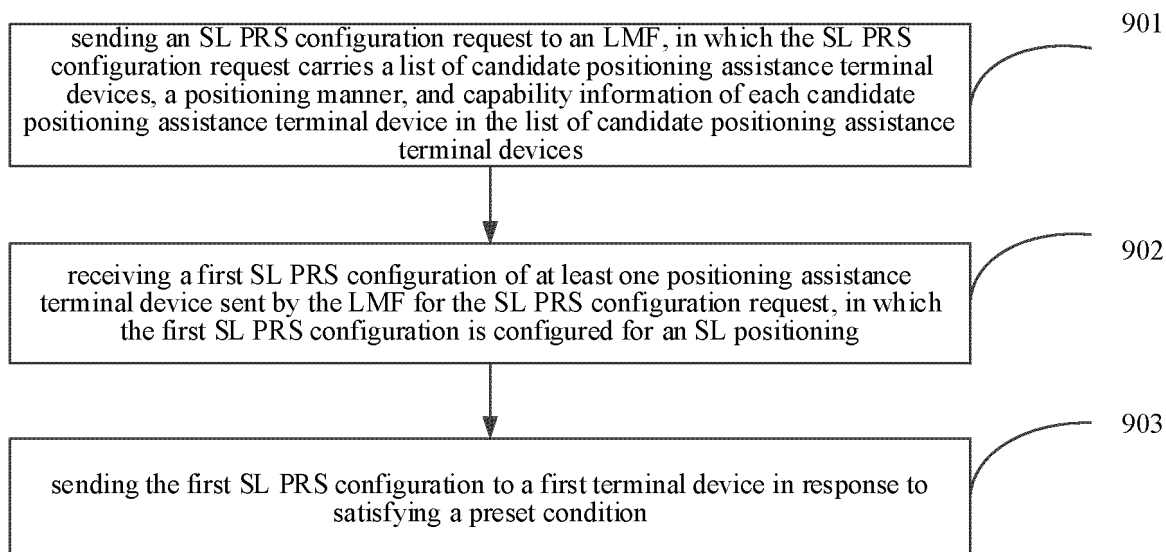 901
sending an SL PRS configuration request to an LMF, in which the SL PRS
configuration request carries a list of candidate positioning assistance terminal
devices, a positioning manner, and capability information of each candidate
positioning assistance terminal device in the list of candidate positioning assistance
terminal devices
902
receiving a first SL PRS configuration of at least one positioning assistance
terminal device sent by the LMF for the SL PRS configuration request, in which
the first SL PRS configuration is configured for an SL positioning
903
sending the first SL PRS configuration to a first terminal device in response to
satisfying a preset condition